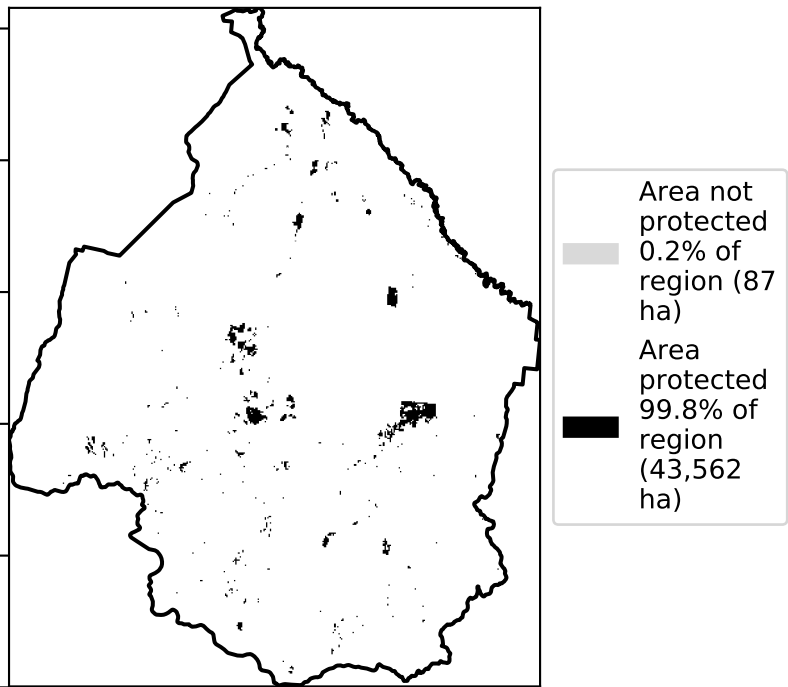 Area not
protected
0.2% of
region (87
ha)
Area
protected
99.8% of
region
(43,562
ha)